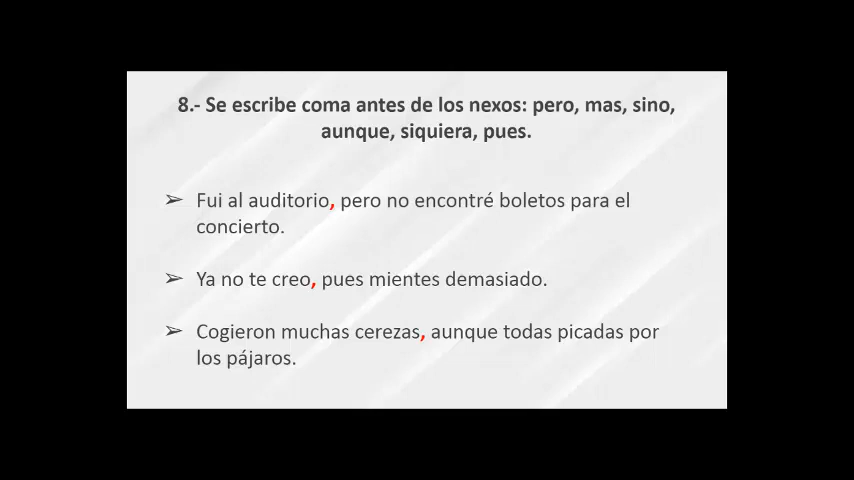 8.- Se escribe coma antes de los nexos: pero, mas, sino,
aunque, siquiera, pues.
➢ Fui al auditorio, pero no encontré boletos para el
concierto.
➢ Ya no te creo, pues mientes demasiado.
➢ Cogieron muchas cerezas, aunque todas picadas por
los pájaros.